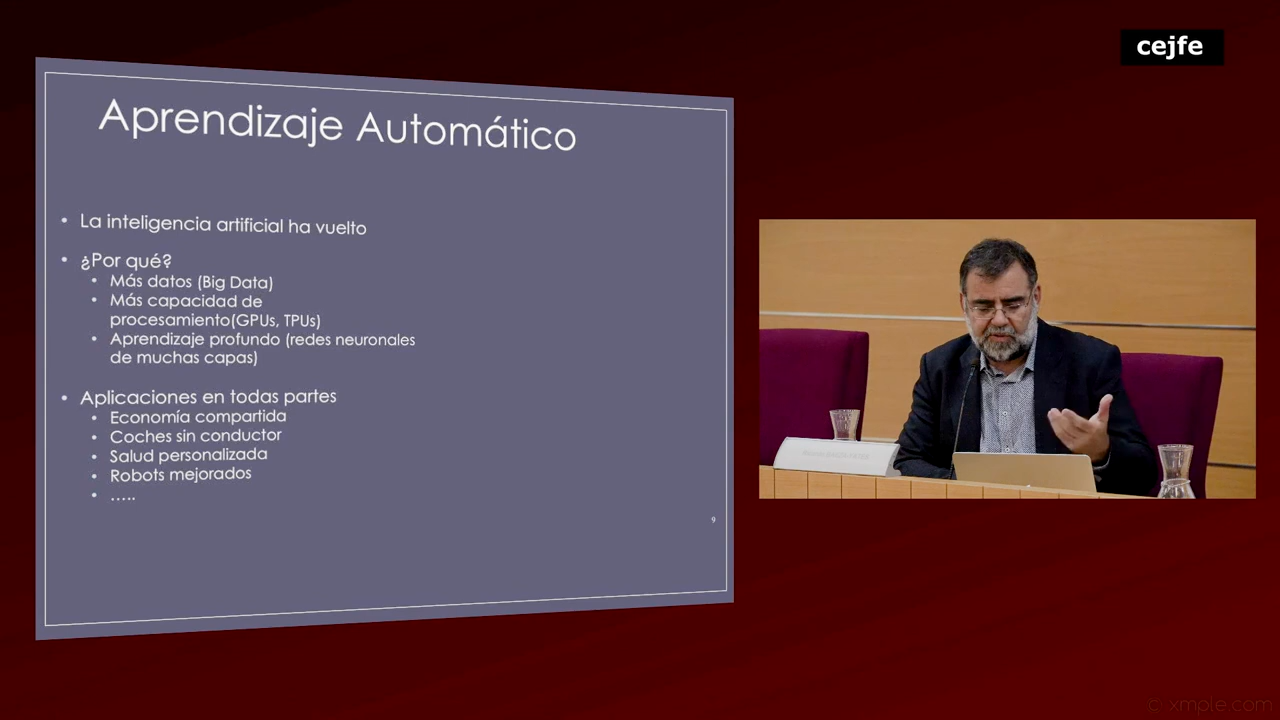 cejfe
Aprendizaje Automático
• La inteligencia artificial ha vuelto
• ¿Por qué?
• Más datos (Big Data)
• Más capacidad de
procesamiento(GPUs, TPUs)
• Aprendizaje profundo (redes neuronales
de muchas capas)
• Aplicaciones en todas partes
• Economía compartida
• Coches sin conductor
• Salud personalizada
• Robots mejorados
• .....
9
© xmple.com